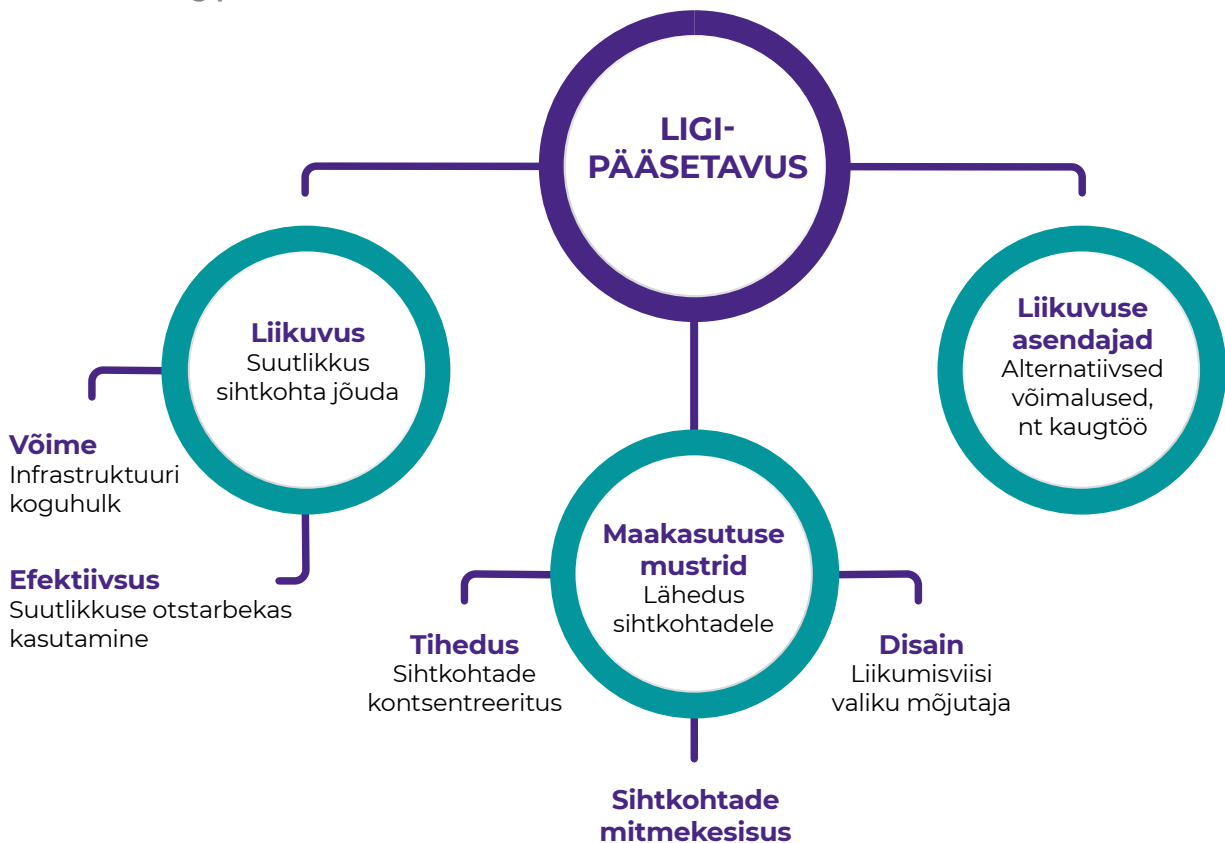 LIGI-
PÄÄSETAVUS
Liikuvus
Suutlikkus
sihtkohta jõuda
Liikuvuse
asendajad
Alternatiivsed
võimalused,
nt kaugtöö
Võime
Infrastruktuuri
koguhulk
Efektiivsus
Suutlikkuse otstarbekas
kasutamine
Maakasutuse
mustrid
Lähedus
sihtkohtadele
Tihedus
Sihtkohtade
kontsentreeritus
Disain
Liikumisviisi
valiku mõjutaja
Sihtkohtade
mitmekesisus